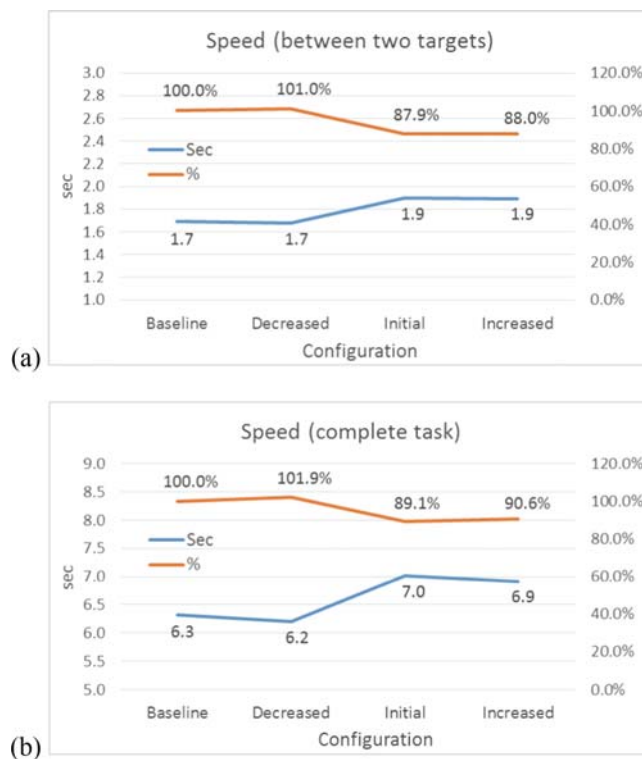 Speed (between two targets)
3.0 120.0%
2.8 100.0% 101.0% 100.0%
2.6 87.9% 88.0%
2.4 80.0%
2.2 Sec
2.0 % 60.0%
sec
1.8 1.9 1.9 40.0%
1.6 1.7 1.7
1.4 20.0%
1.2
1.0 0.0%
Baseline Decreased Initial Increased
Configuration
(a)
Speed (complete task)
9.0 120.0%
8.5 100.0% 101.9% 89.1% 90.6% 100.0%
8.0
7.5 Sec 80.0%
7.0 % 60.0%
sec
6.5 7.0 6.9 40.0%
6.0 6.3 6.2
5.5 20.0%
5.0 0.0%
Baseline Decreased Initial Increased
Configuration
(b)